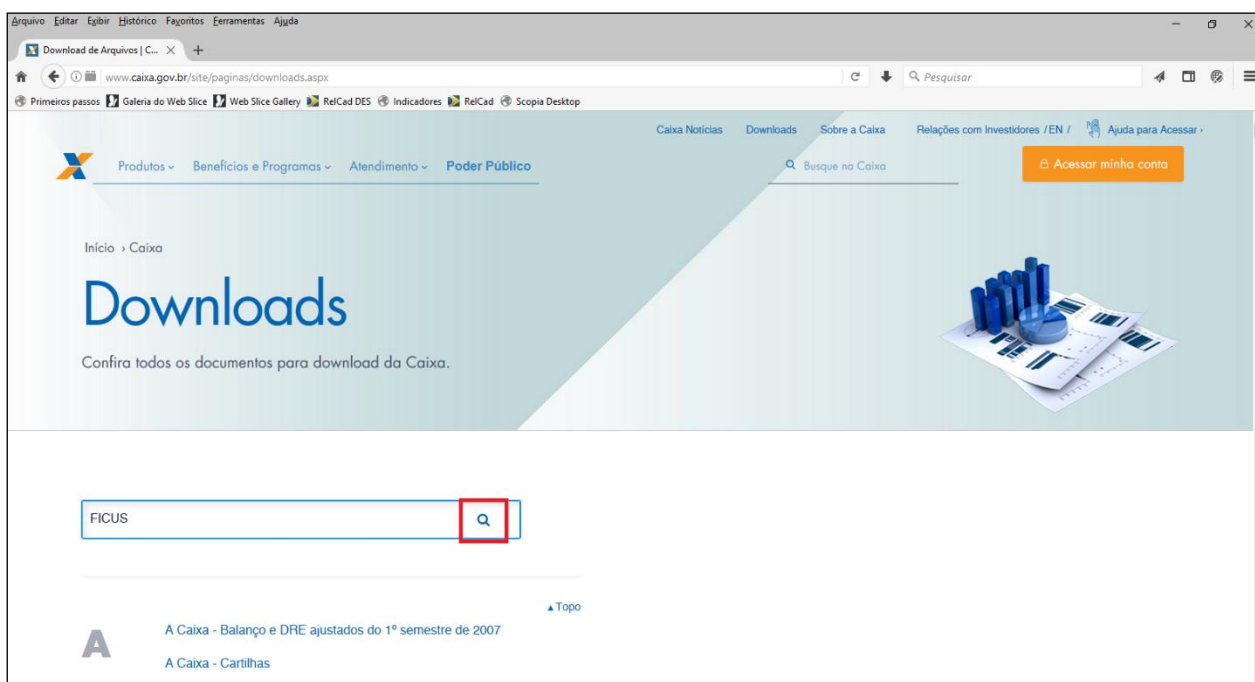 Arquivo Editar Exibir Histórico Favoritos Ferramentas Ajuda
Download de Arquivos | C...
www.caixa.gov.br/site/paginas/downloads.aspx
Pesquisar
Primeiros passos Galeria do Web Slice Web Slice Gallery RelCad DES Indicadores RelCad Scopia Desktop
Caixa Notícias Downloads Sobre a Caixa Relações com Investidores /EN / Ajuda para Acessar ›
Produtos Benefícios e Programas Atendimento Poder Público Busque na Caixa Acessar minha conta
Início › Caixa
Downloads
Confira todos os documentos para download da Caixa.
FICUS
▲ Topo
A
A Caixa - Balanço e DRE ajustados do 1º semestre de 2007
A Caixa - Cartilhas